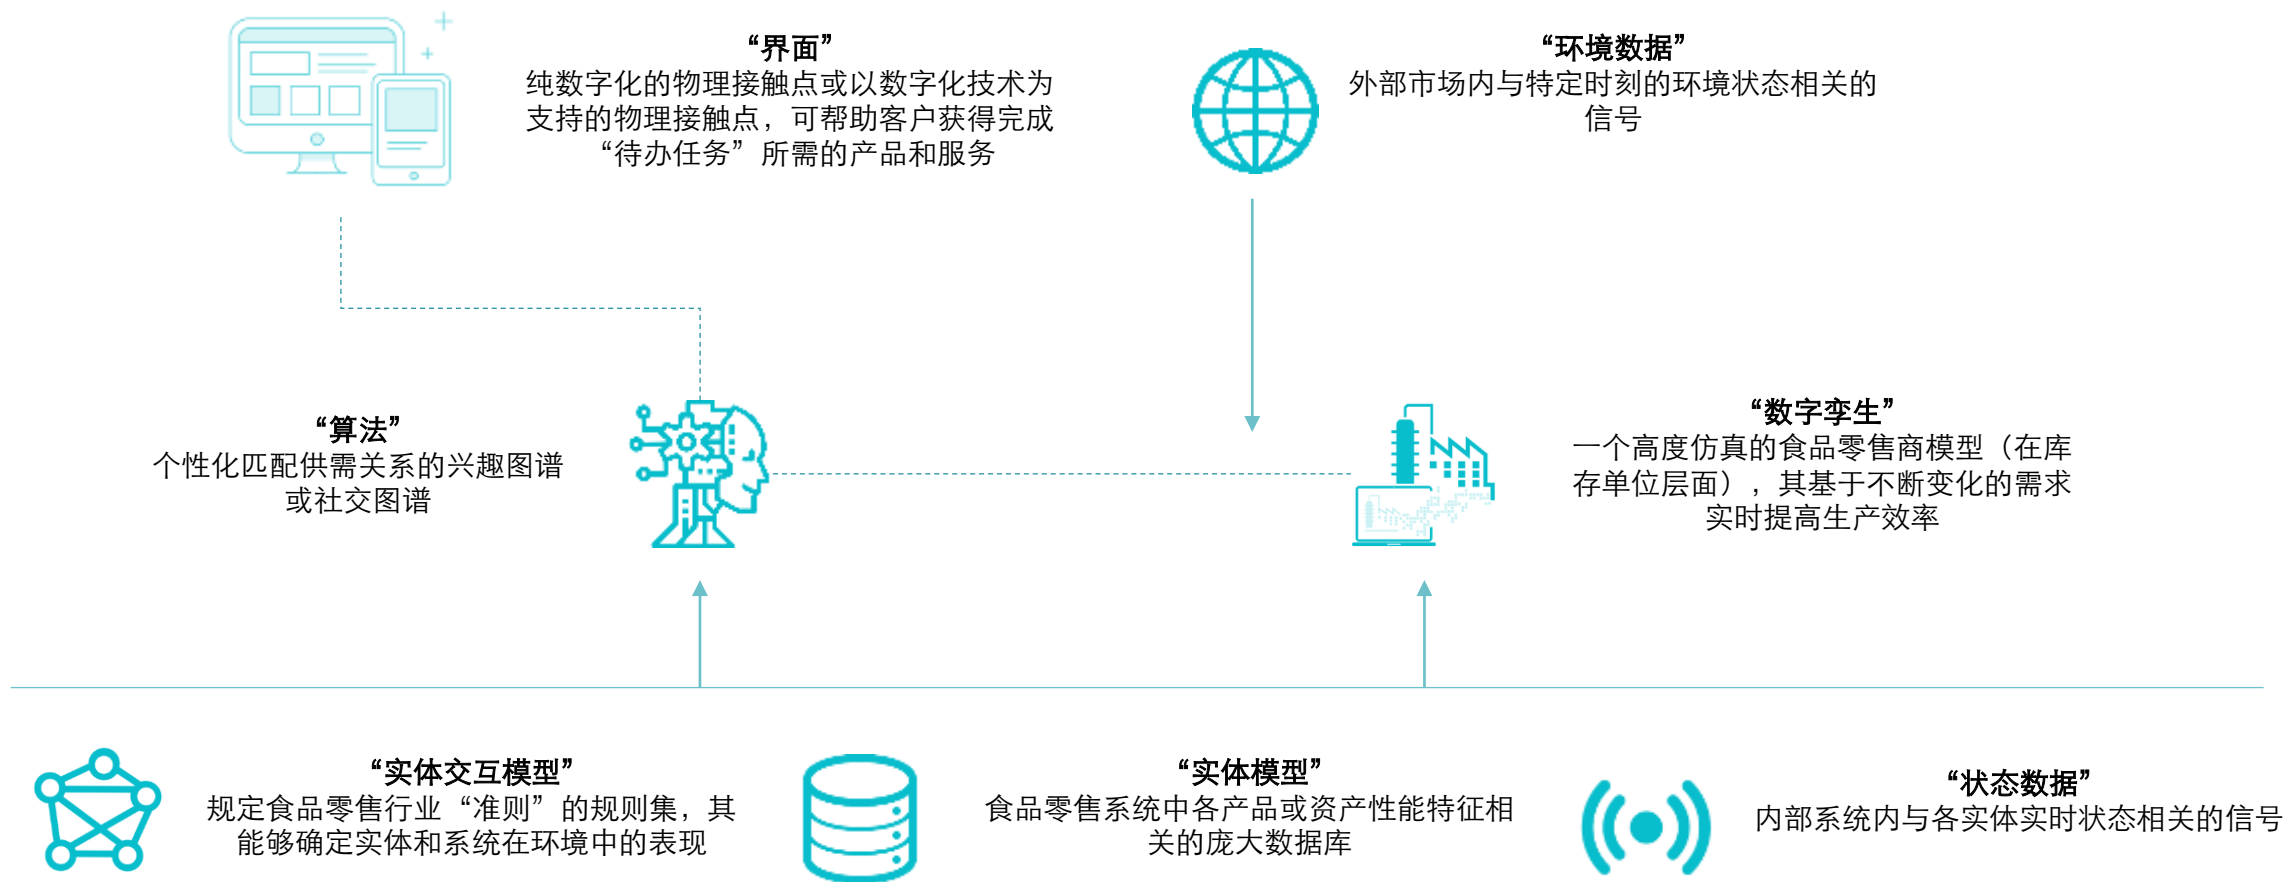 “界面”
纯数字化的物理接触点或以数字化技术为
支持的物理接触点，可帮助客户获得完成
“待办任务”所需的产品和服务
“环境数据”
外部市场内与特定时刻的环境状态相关的
信号
“算法”
个性化匹配供需关系的兴趣图谱
或社交图谱
“数字孪生”
一个高度仿真的食品零售商模型（在库
存单位层面），其基于不断变化的需求
实时提高生产效率
“实体交互模型”
规定食品零售行业“准则”的规则集，其
能够确定实体和系统在环境中的表现
“实体模型”
食品零售系统中各产品或资产性能特征相
关的庞大数据库
“状态数据”
内部系统内与各实体实时状态相关的信号